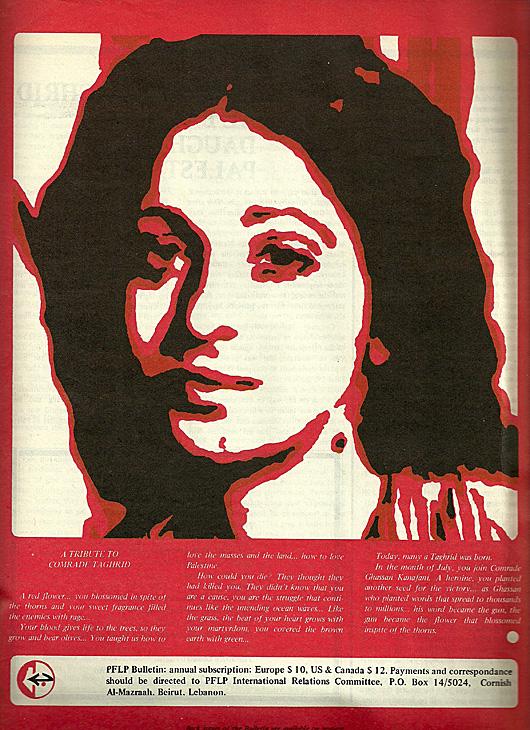 A TRIBUTE TO
COMRADE TAGHRID
A red flower... you blossomed in spite of
the thorns and your sweet fragrance filled
the enemies with rage...
Your blood gives life to the trees, so they
grow and bear olives... You taught us how to
love the masses and the land... how to love
Palestine.
How could you die? They thought they
had killed you. They didn't know that you
are a cause, you are the struggle that conti-
nues like the unending ocean waves... Like
the grass, the beat of your heart grows with
your martyrdom, you covered the brown
earth with green...
Today, many a Taghrid was born.
In the month of July, you join Comrade
Ghassan Kanafani. A heroine, you planted
another seed for the victory... as Ghassan
who planted words that spread to thousands
to millions... his word became the gun, the
gun became the flower that blossomed
inspite of the thorns.
PFLP Bulletin: annual subscription: Europe $ 10, US & Canada $ 12. Payments and correspondance
should be directed to PFLP International Relations Committee, P.O. Box 14/5024, Cornish
Al-Mazraah, Beirut, Lebanon.